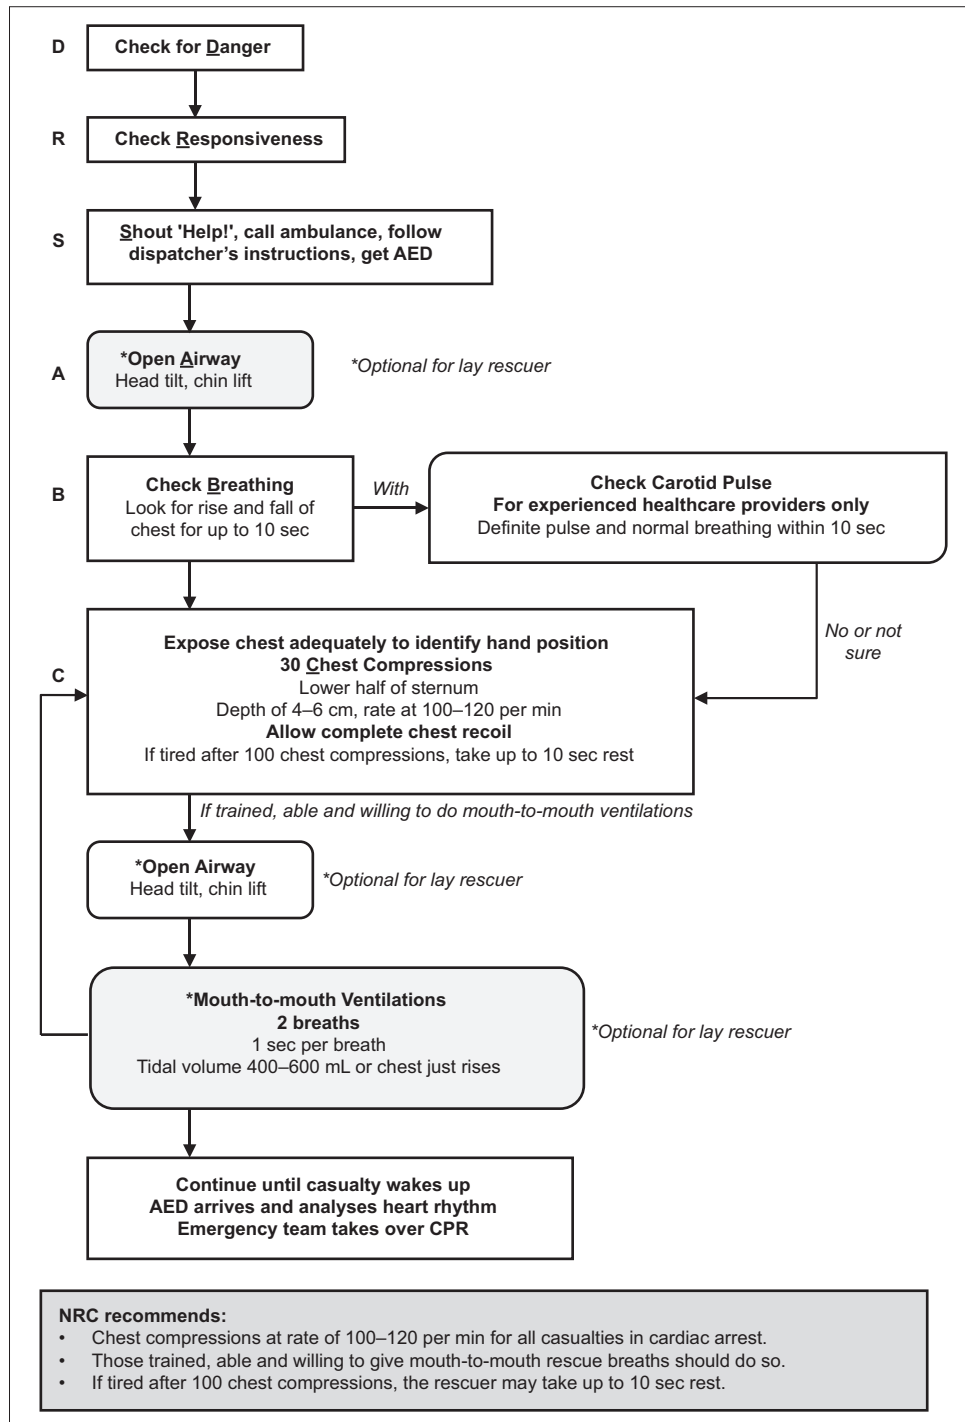 D
Check for Danger
R
Check Responsiveness
S
Shout 'Help!', call ambulance, follow
dispatcher's instructions, get AED
A
*Open Airway
Head tilt, chin lift
*Optional for lay rescuer
B
Check Breathing
Look for rise and fall of
chest for up to 10 sec
With
Check Carotid Pulse
For experienced healthcare providers only
Definite pulse and normal breathing within 10 sec
No or not
sure
C
Expose chest adequately to identify hand position
30 Chest Compressions
Lower half of sternum
Depth of 4–6 cm, rate at 100–120 per min
Allow complete chest recoil
If tired after 100 chest compressions, take up to 10 sec rest
If trained, able and willing to do mouth-to-mouth ventilations
*Open Airway
Head tilt, chin lift
*Optional for lay rescuer
*Mouth-to-mouth Ventilations
2 breaths
1 sec per breath
Tidal volume 400–600 mL or chest just rises
*Optional for lay rescuer
Continue until casualty wakes up
AED arrives and analyses heart rhythm
Emergency team takes over CPR
NRC recommends:
• Chest compressions at rate of 100–120 per min for all casualties in cardiac arrest.
• Those trained, able and willing to give mouth-to-mouth rescue breaths should do so.
• If tired after 100 chest compressions, the rescuer may take up to 10 sec rest.